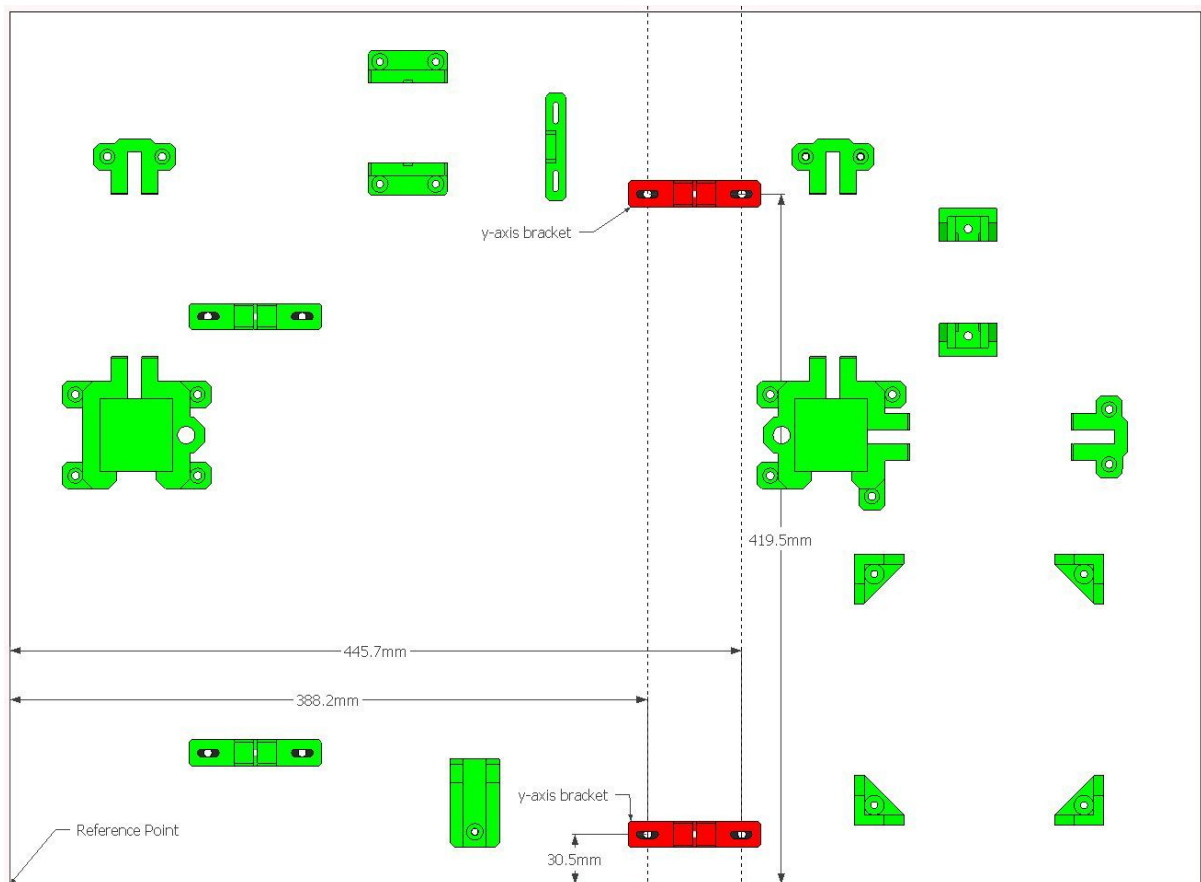 y-axis bracket
419.5mm
445.7mm
388.2mm
y-axis bracket
Reference Point
30.5mm